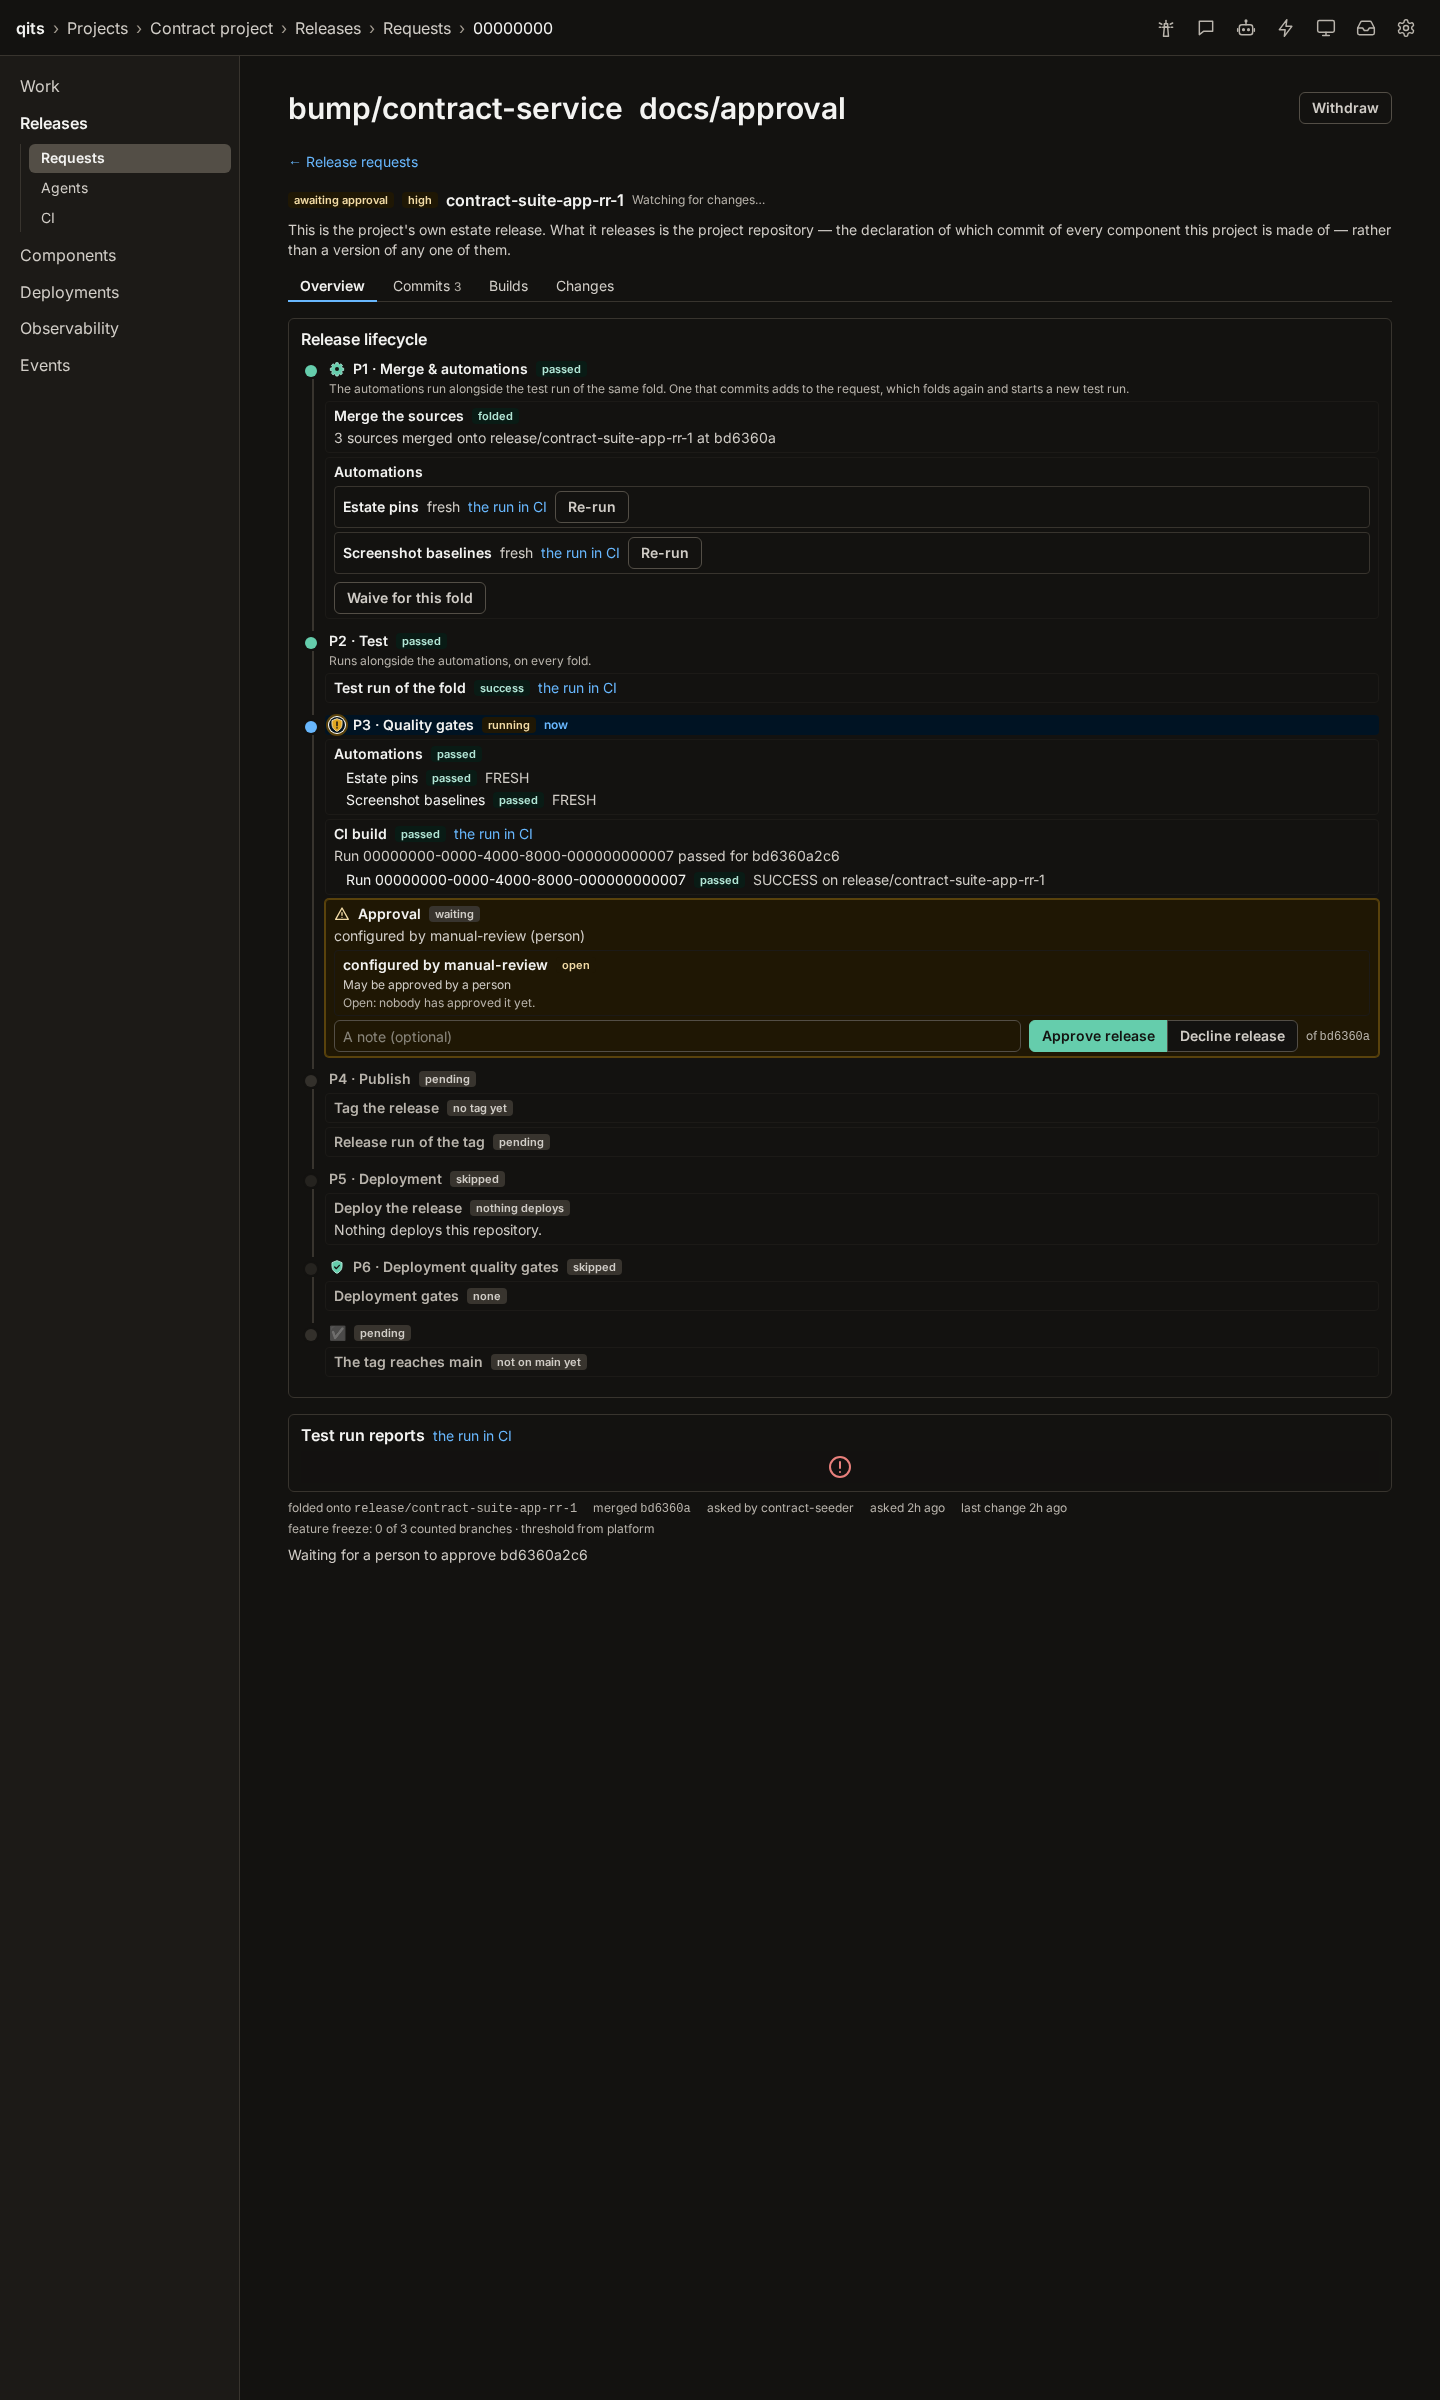 qits › Projects › Contract project › Releases › Requests › 00000000
Work
Releases
Requests
Agents
CI
Components
Deployments
Observability
Events
bump/contract-service docs/approval
Withdraw
← Release requests
awaiting approval high contract-suite-app-rr-1 Watching for changes...
This is the project's own estate release. What it releases is the project repository — the declaration of which commit of every component this project is made of — rather
than a version of any one of them.
Overview Commits 3 Builds Changes
Release lifecycle
P1 · Merge & automations passed
The automations run alongside the test run of the same fold. One that commits adds to the request, which folds again and starts a new test run.
Merge the sources folded
3 sources merged onto release/contract-suite-app-rr-1 at bd6360a
Automations
Estate pins fresh the run in CI Re-run
Screenshot baselines fresh the run in CI Re-run
Waive for this fold
P2 · Test passed
Runs alongside the automations, on every fold.
Test run of the fold success the run in CI
P3 · Quality gates running now
Automations passed
Estate pins passed FRESH
Screenshot baselines passed FRESH
CI build passed the run in CI
Run 00000000-0000-4000-8000-000000000007 passed for bd6360a2c6
Run 00000000-0000-4000-8000-000000000007 passed SUCCESS on release/contract-suite-app-rr-1
Approval waiting
configured by manual-review (person)
configured by manual-review open
May be approved by a person
Open: nobody has approved it yet.
A note (optional) Approve release Decline release of bd6360a
P4 · Publish pending
Tag the release no tag yet
Release run of the tag pending
P5 · Deployment skipped
Deploy the release nothing deploys
Nothing deploys this repository.
P6 · Deployment quality gates skipped
Deployment gates none
pending
The tag reaches main not on main yet
Test run reports the run in CI
folded onto release/contract-suite-app-rr-1 merged bd6360a asked by contract-seeder asked 2h ago last change 2h ago
feature freeze: 0 of 3 counted branches · threshold from platform
Waiting for a person to approve bd6360a2c6